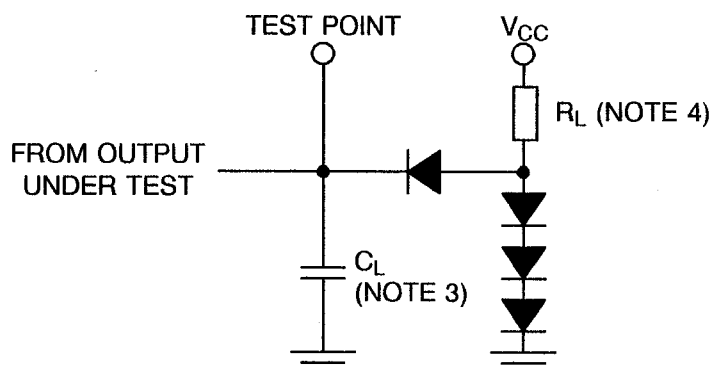 TEST POINT
VCC
RL (NOTE 4)
FROM OUTPUT
UNDER TEST
CL
(NOTE 3)